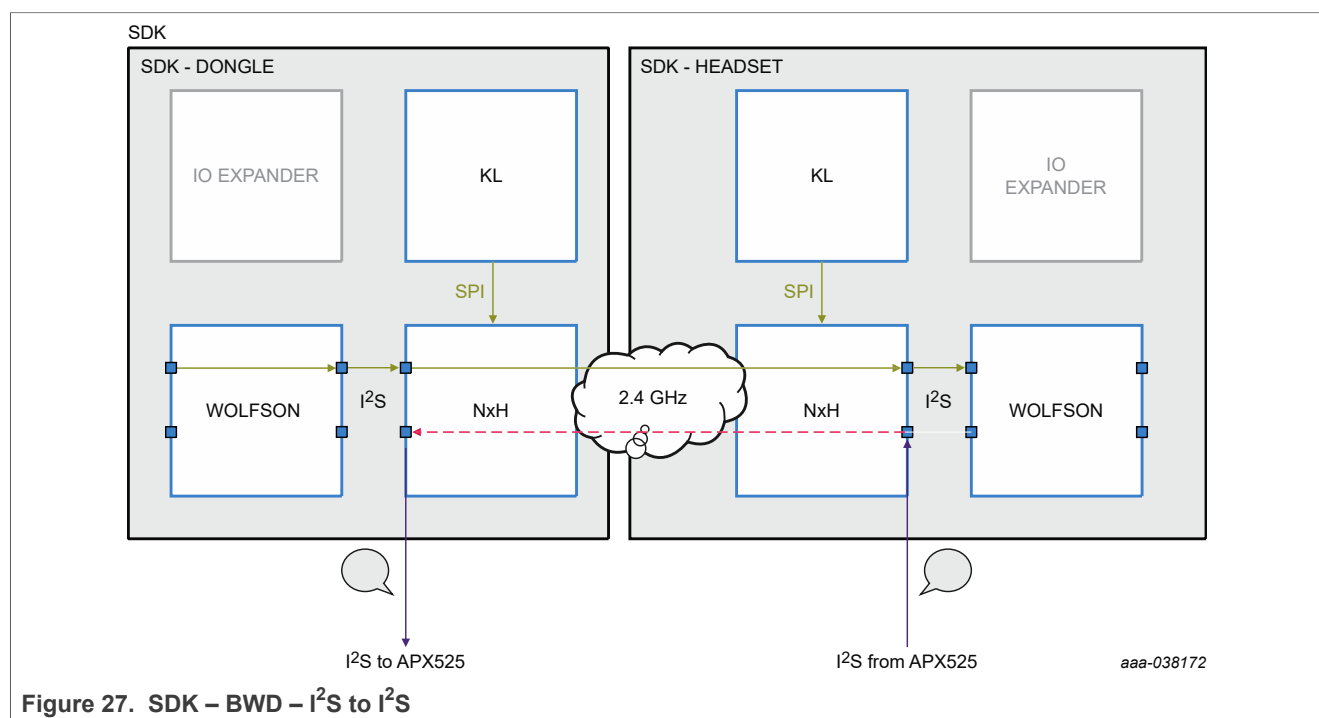 SDK
SDK - DONGLE
SDK - HEADSET
IO EXPANDER
KL
KL
IO
EXPANDER
SPI
SPI
WOLFSON
I²S
NxH
2.4 GHz
NxH
I²S
WOLFSON
I²S to APX525
I²S from APX525
aaa-038172
Figure 27. SDK – BWD – I²S to I²S